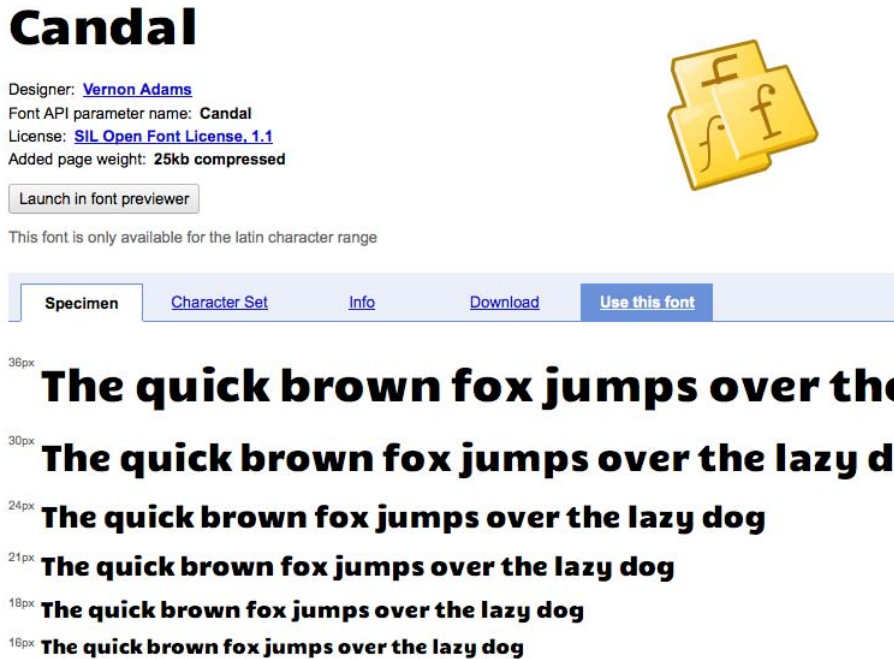 Candal
Designer: Vernon Adams
Font API parameter name: Candal
License: SIL Open Font License, 1.1
Added page weight: 25kb compressed
Launch in font previewer
This font is only available for the latin character range
Specimen Character Set Info Download Use this font
36px The quick brown fox jumps over the
30px The quick brown fox jumps over the lazy d
24px The quick brown fox jumps over the lazy dog
21px The quick brown fox jumps over the lazy dog
18px The quick brown fox jumps over the lazy dog
16px The quick brown fox jumps over the lazy dog
f f f